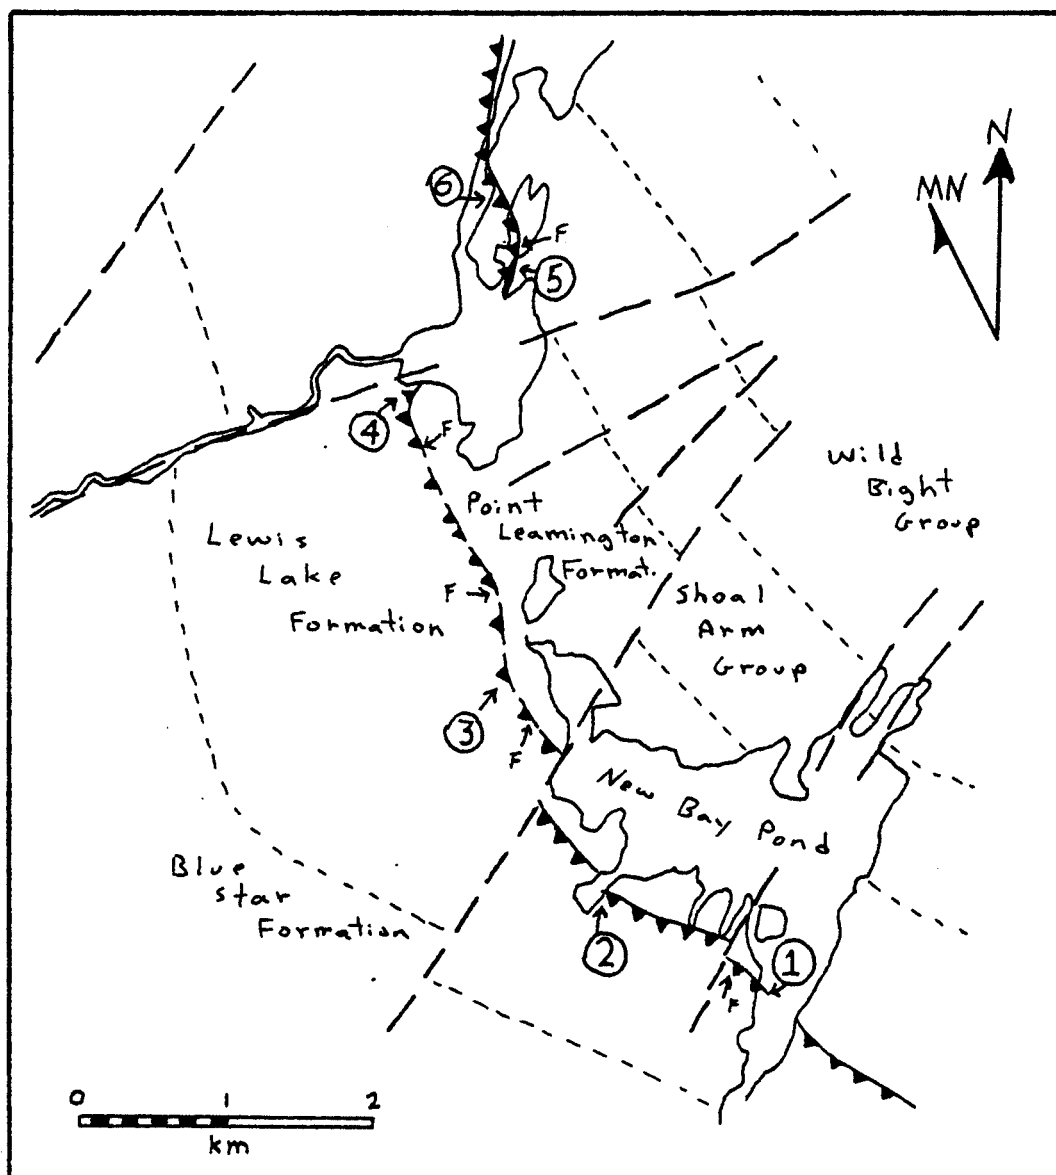 N
MN
6
F
5
4
F
Wild
Bight
Group
Point
Leamington
Format.
Lewis
Lake
Formation
F
Shoal
Arm
Group
3
F
New Bay Pond
Blue
Star
Formation
2
1
F
0 1 2
km